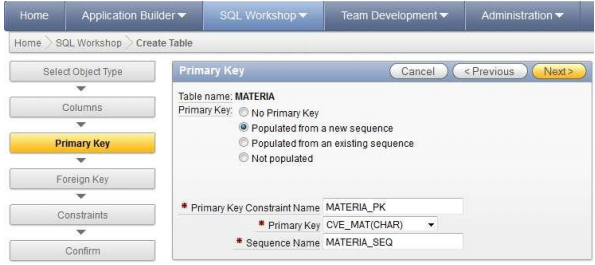 Home Application Builder SQL Workshop Team Development Administration
Home SQL Workshop Create Table
Select Object Type
Columns
Primary Key
Foreign Key
Constraints
Confirm
Primary Key Cancel < Previous Next >
Table name: MATERIA
Primary Key: No Primary Key
Populated from a new sequence
Populated from an existing sequence
Not populated
* Primary Key Constraint Name MATERIA_PK
* Primary Key CVE_MAT(CHAR)
* Sequence Name MATERIA_SEQ